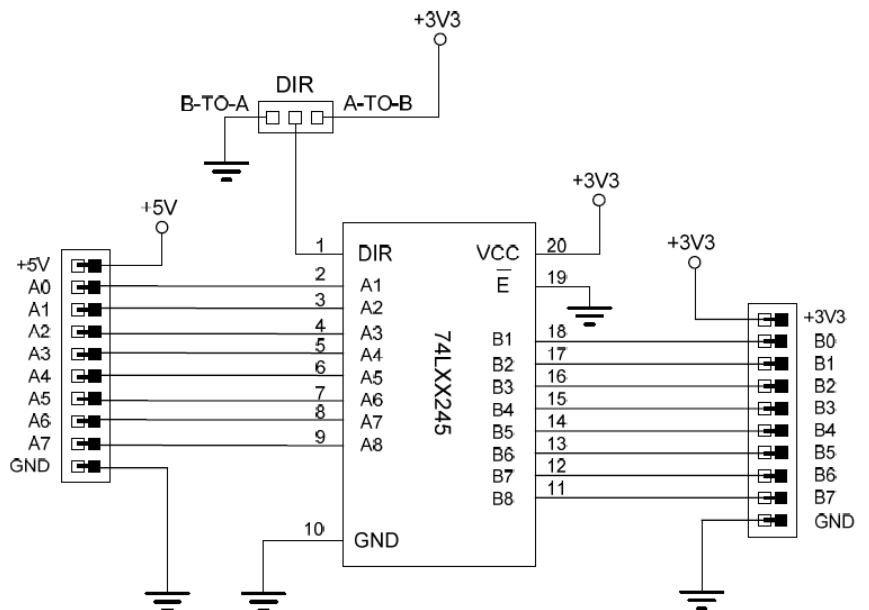 +3V3
DIR
B-TO-A
A-TO-B
+3V3
+5V
+3V3
1
DIR
VCC
20
+5V
2
A1
E
19
A0
3
A2
A1
4
A3
B1
18
+3V3
A2
5
A4
B2
17
B0
A3
6
A5
B3
16
B1
A4
7
A6
B4
15
B2
A5
8
A7
B5
14
B3
A6
9
A8
B6
13
B4
A7
B7
12
B5
GND
B8
11
B6
B7
GND
74LXX245
10
GND